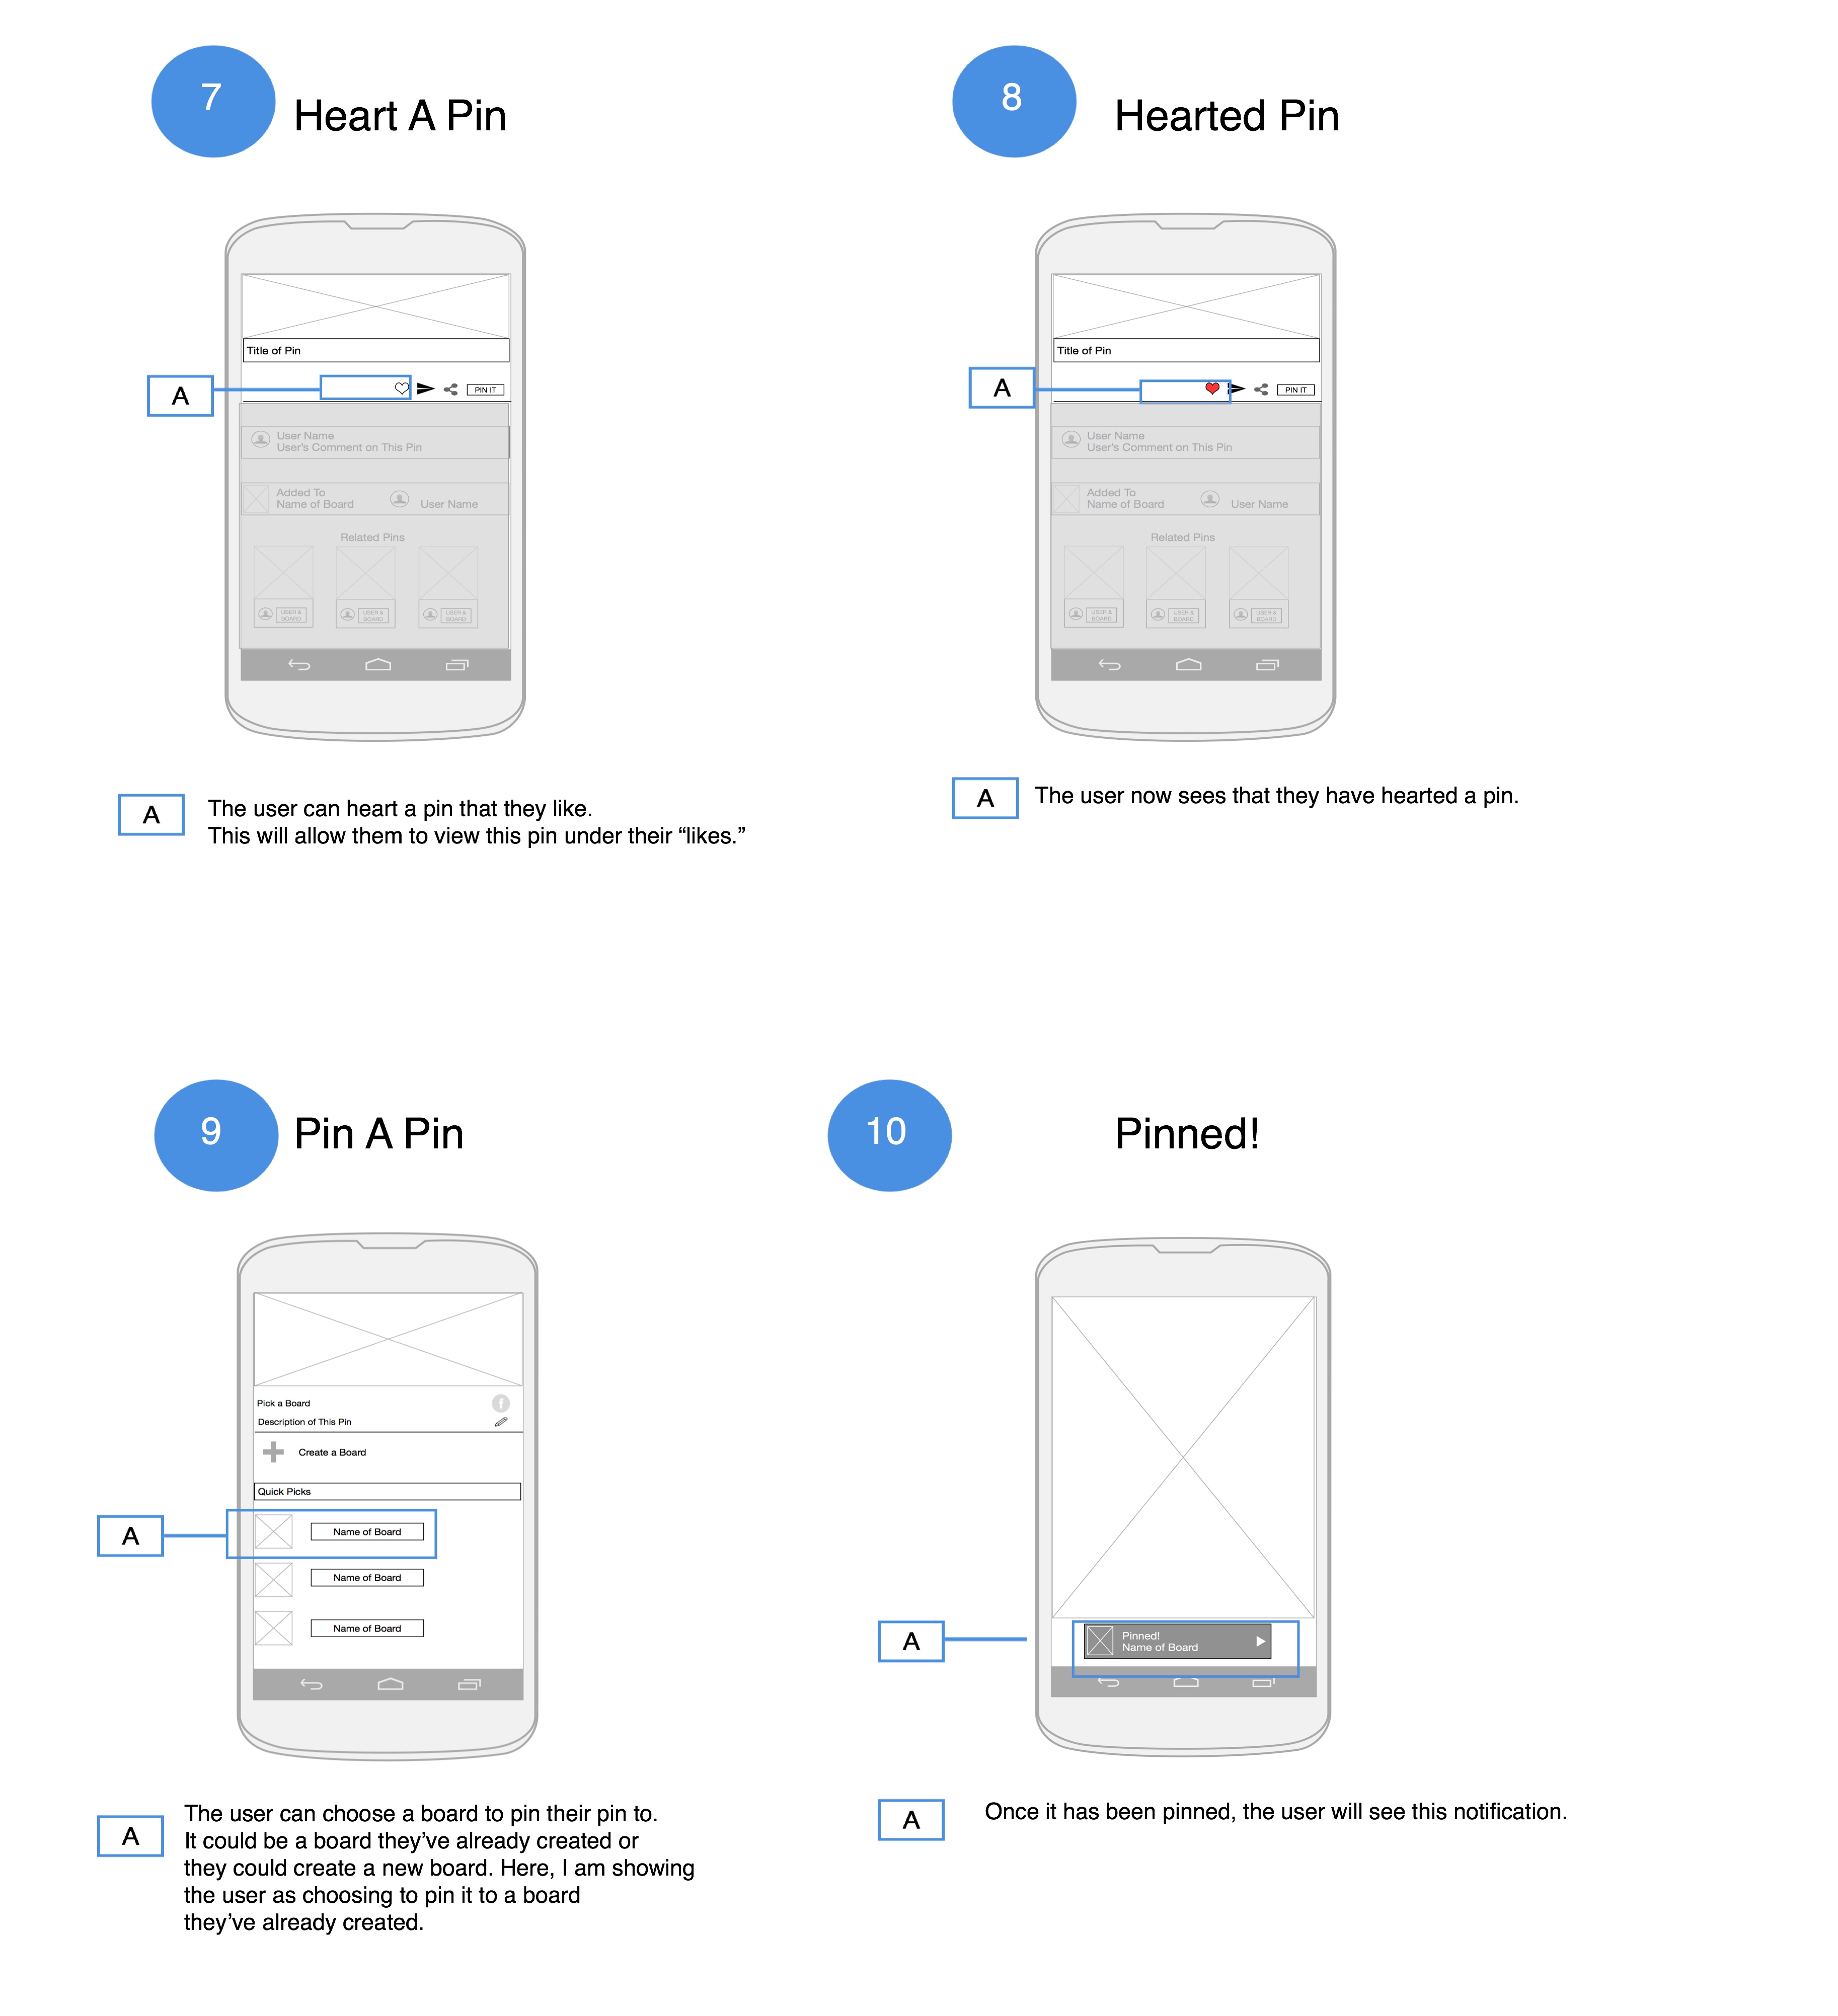 7
Heart A Pin
8
Hearted Pin
Title of Pin
A
PIN IT
User Name
User's Comment on This Pin
Added To
Name of Board
User Name
Related Pins
USER &
BOARD
USER &
BOARD
USER &
BOARD
Title of Pin
A
PIN IT
User Name
User's Comment on This Pin
Added To
Name of Board
User Name
Related Pins
USER &
BOARD
USER &
BOARD
USER &
BOARD
A
The user can heart a pin that they like.
This will allow them to view this pin under their “likes.”
A
The user now sees that they have hearted a pin.
9
Pin A Pin
10
Pinned!
Pick a Board
f
Description of This Pin
Create a Board
Quick Picks
A
Name of Board
Name of Board
Name of Board
A
Pinned!
Name of Board
A
The user can choose a board to pin their pin to.
It could be a board they’ve already created or
they could create a new board. Here, I am showing
the user as choosing to pin it to a board
they’ve already created.
A
Once it has been pinned, the user will see this notification.